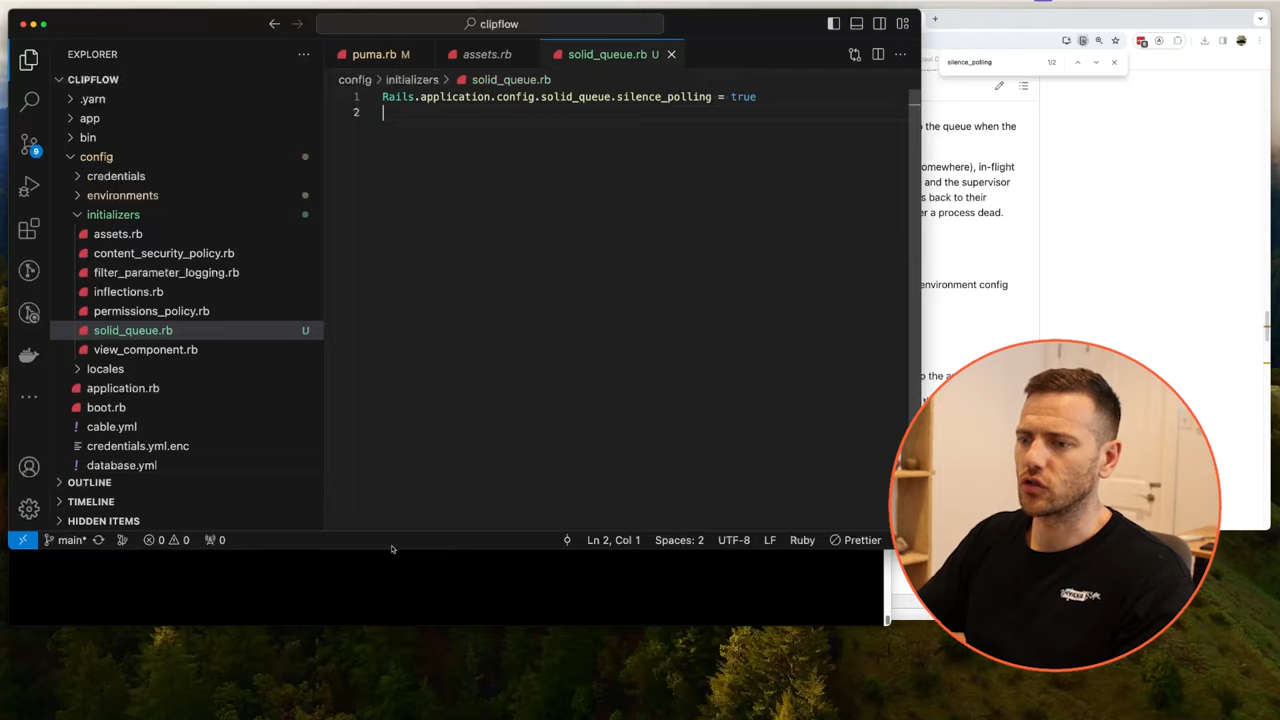 clipflow
EXPLORER
puma.rb M
assets.rb
solid_queue.rb U
silence_polling
1/2
CLIPFLOW
config
initializers
solid_queue.rb
.yarn
1
Rails.application.config.solid_queue.silence_polling = true
app
2
o the queue when the
bin
9
config
omewhere), in-flight
credentials
and the supervisor
environments
s back to their
initializers
er a process dead.
assets.rb
content_security_policy.rb
filter_parameter_logging.rb
environment config
inflections.rb
permissions_policy.rb
solid_queue.rb
U
view_component.rb
locales
application.rb
boot.rb
cable.yml
credentials.yml.enc
database.yml
OUTLINE
TIMELINE
HIDDEN ITEMS
main*
0
0
0
Ln 2, Col 1
Spaces: 2
UTF-8
LF
Ruby
Prettier